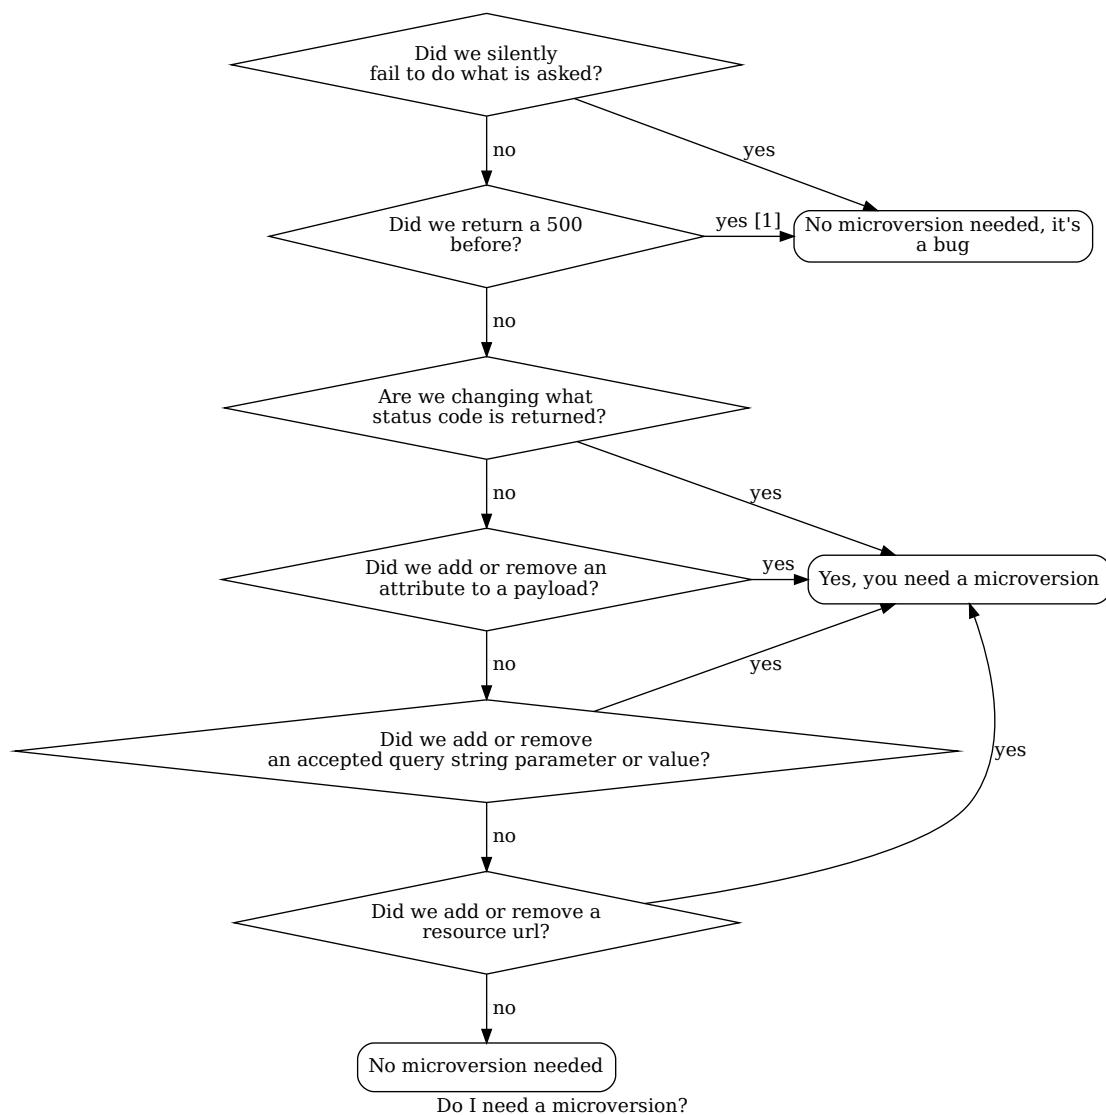 Did we silently
fail to do what is asked?
no
yes
Did we return a 500
before?
yes [1]
No microversion needed, it's
a bug
no
Are we changing what
status code is returned?
no
yes
Did we add or remove an
attribute to a payload?
yes
Yes, you need a microversion
no
yes
Did we add or remove
an accepted query string parameter or value?
yes
no
Did we add or remove a
resource url?
no
No microversion needed
Do I need a microversion?